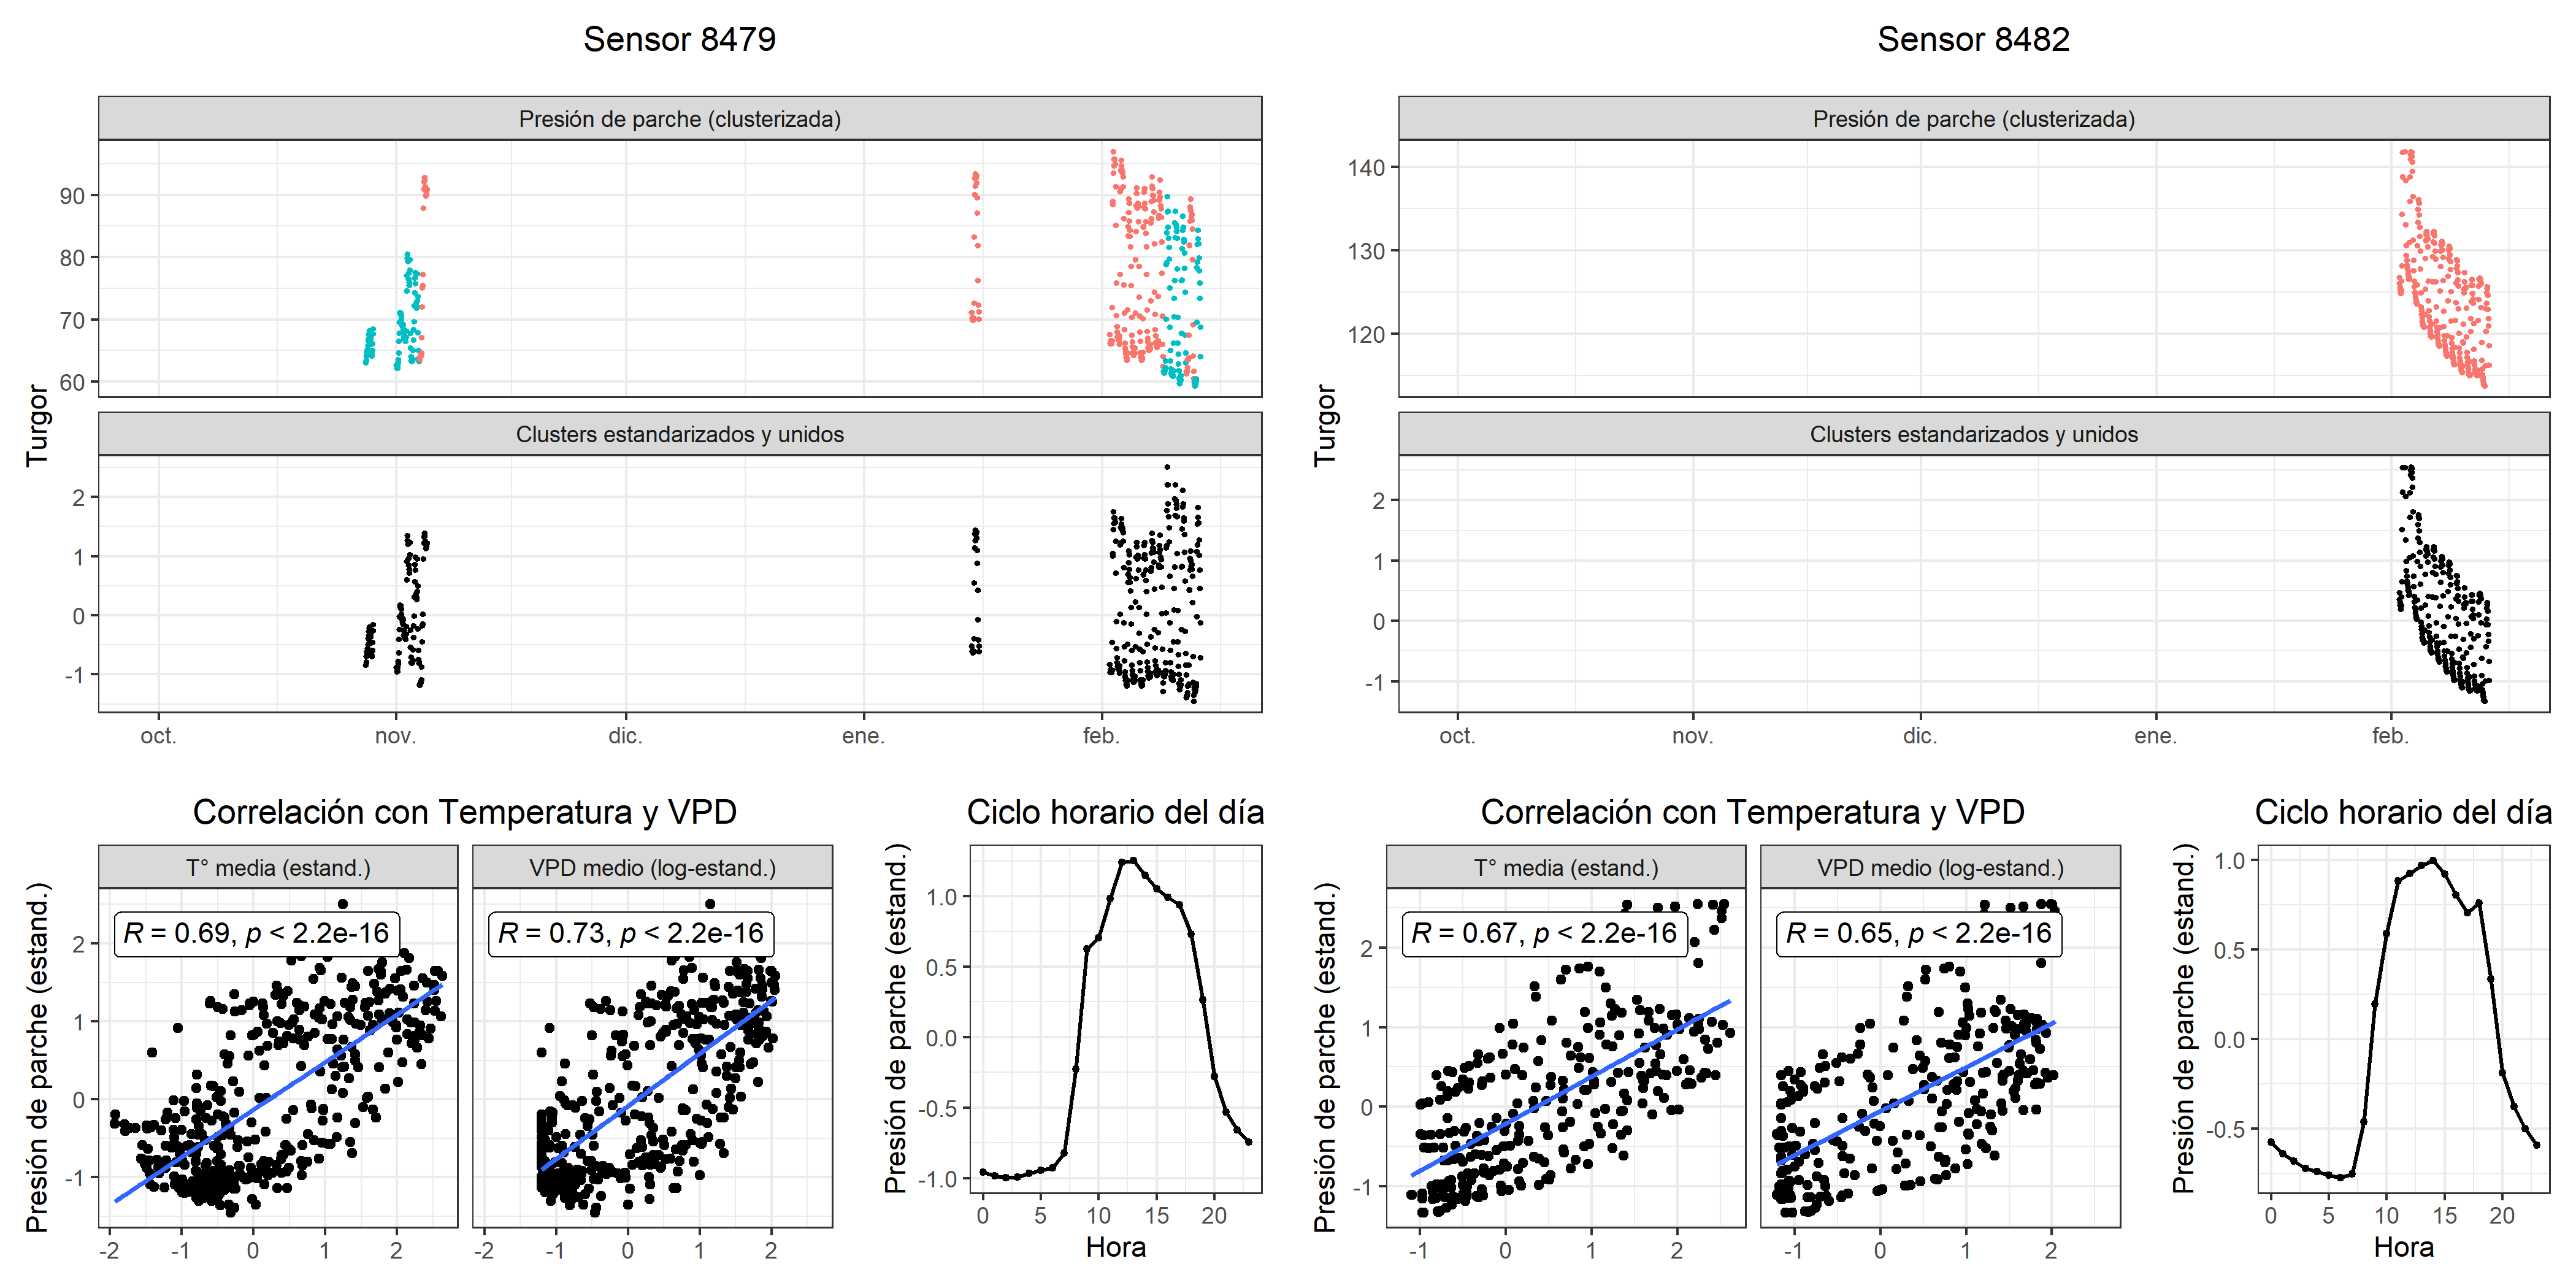 Sensor 8479
Presión de parche (clusterizada)
90
80
70
60
Turgor
Clusters estandarizados y unidos
2
1
0
-1
oct. nov. dic. ene. feb.
Correlación con Temperatura y VPD
T° media (estand.) VPD medio (log-estand.)
R = 0.69, p < 2.2e-16 R = 0.73, p < 2.2e-16
Presión de parche (estand.)
2
1
0
-1
-2 -1 0 1 2 -2 -1 0 1 2
Ciclo horario del día
Presión de parche (estand.)
1.0
0.5
0.0
-0.5
-1.0
0 5 10 15 20
Hora
Sensor 8482
Presión de parche (clusterizada)
140
130
120
Turgor
Clusters estandarizados y unidos
2
1
0
-1
oct. nov. dic. ene. feb.
Correlación con Temperatura y VPD
T° media (estand.) VPD medio (log-estand.)
R = 0.67, p < 2.2e-16 R = 0.65, p < 2.2e-16
Presión de parche (estand.)
2
1
0
-1
-1 0 1 2 -1 0 1 2
Ciclo horario del día
Presión de parche (estand.)
1.0
0.5
0.0
-0.5
0 5 10 15 20
Hora